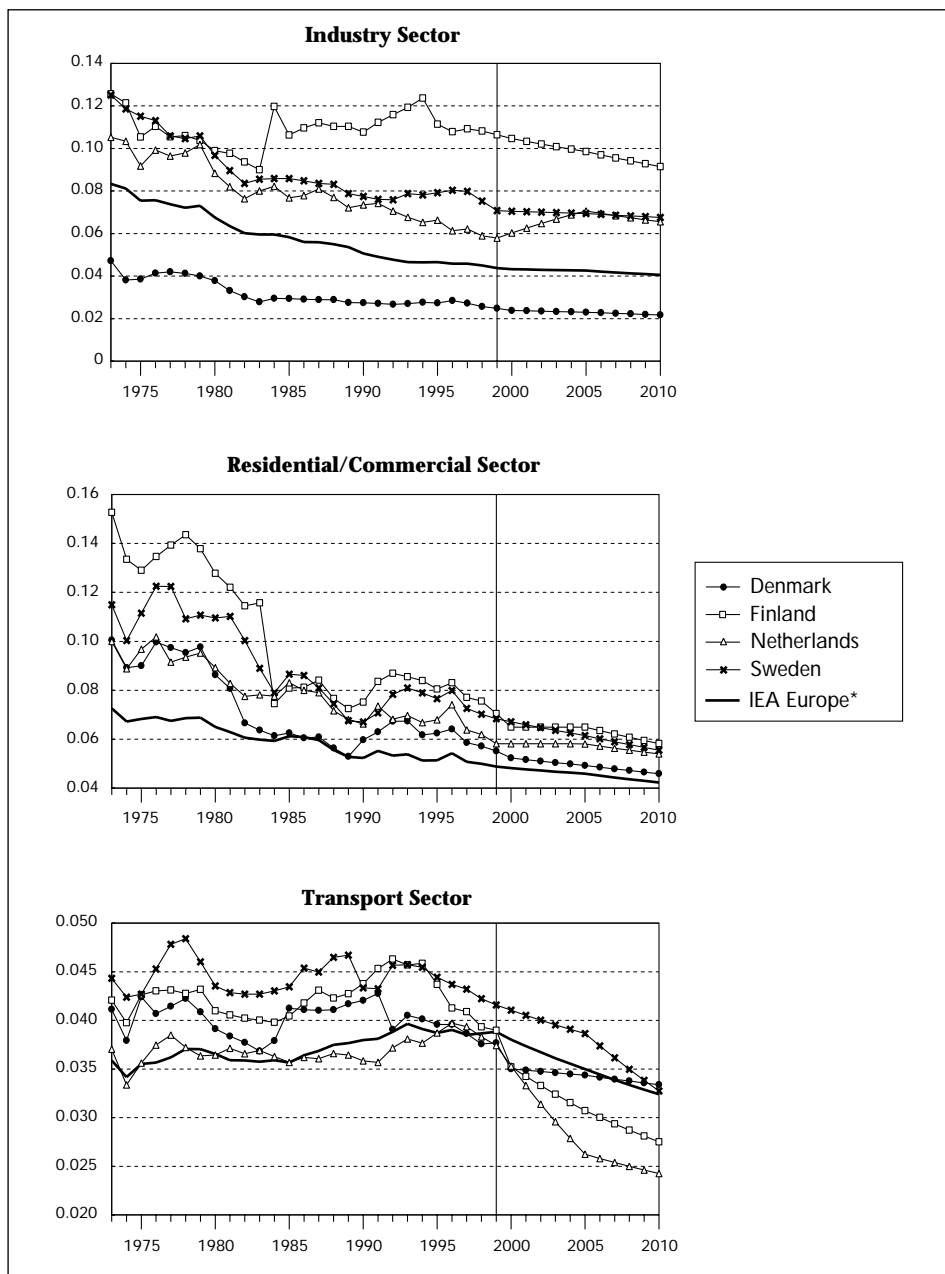 Industry Sector
0.14
0.12
0.10
0.08
0.06
0.04
0.02
0
1975 1980 1985 1990 1995 2000 2005 2010
Residential/Commercial Sector
0.16
0.14
0.12
0.10
0.08
0.06
0.04
1975 1980 1985 1990 1995 2000 2005 2010
Denmark
Finland
Netherlands
Sweden
IEA Europe*
Transport Sector
0.050
0.045
0.040
0.035
0.030
0.025
0.020
1975 1980 1985 1990 1995 2000 2005 2010